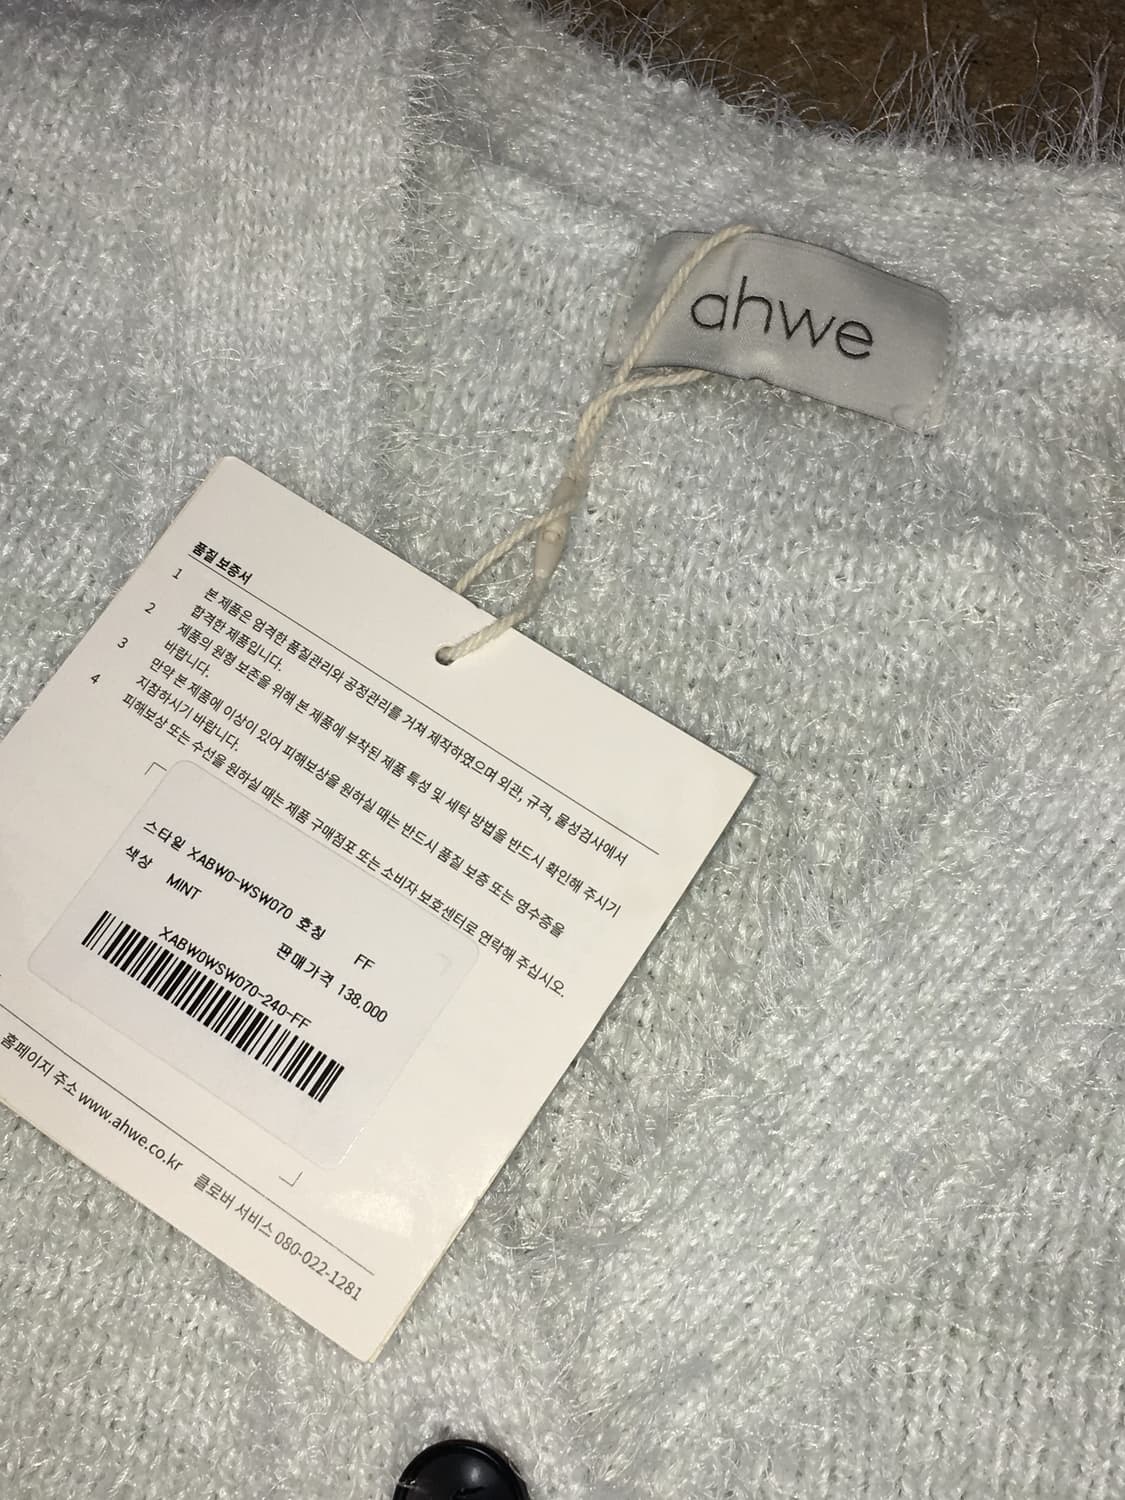 ahwe
품질 보증서
1 본 제품은 엄격한 품질관리와 공정관리를 거쳐 제작하였으며 외관, 규격, 물성검사에서
합격한 제품입니다.
2 제품의 원형 보존을 위해 본 제품에 부착된 제품 특성 및 세탁 방법을 반드시 확인해 주시기
바랍니다.
3 만약 본 제품에 이상이 있어 피해보상을 원하실 때는 반드시 품질 보증 또는 영수증을
지참하시기 바랍니다.
4 피해보상 또는 수선을 원하실 때는 제품 구매점포 또는 소비자 보호센터로 연락해 주십시오.
스타일 XABW0-WSW070 호칭 FF
색상 MINT 판매가격 138,000
XABW0WSW070-240-FF
홈페이지 주소 www.ahwe.co.kr 클로버 서비스 080-022-1281